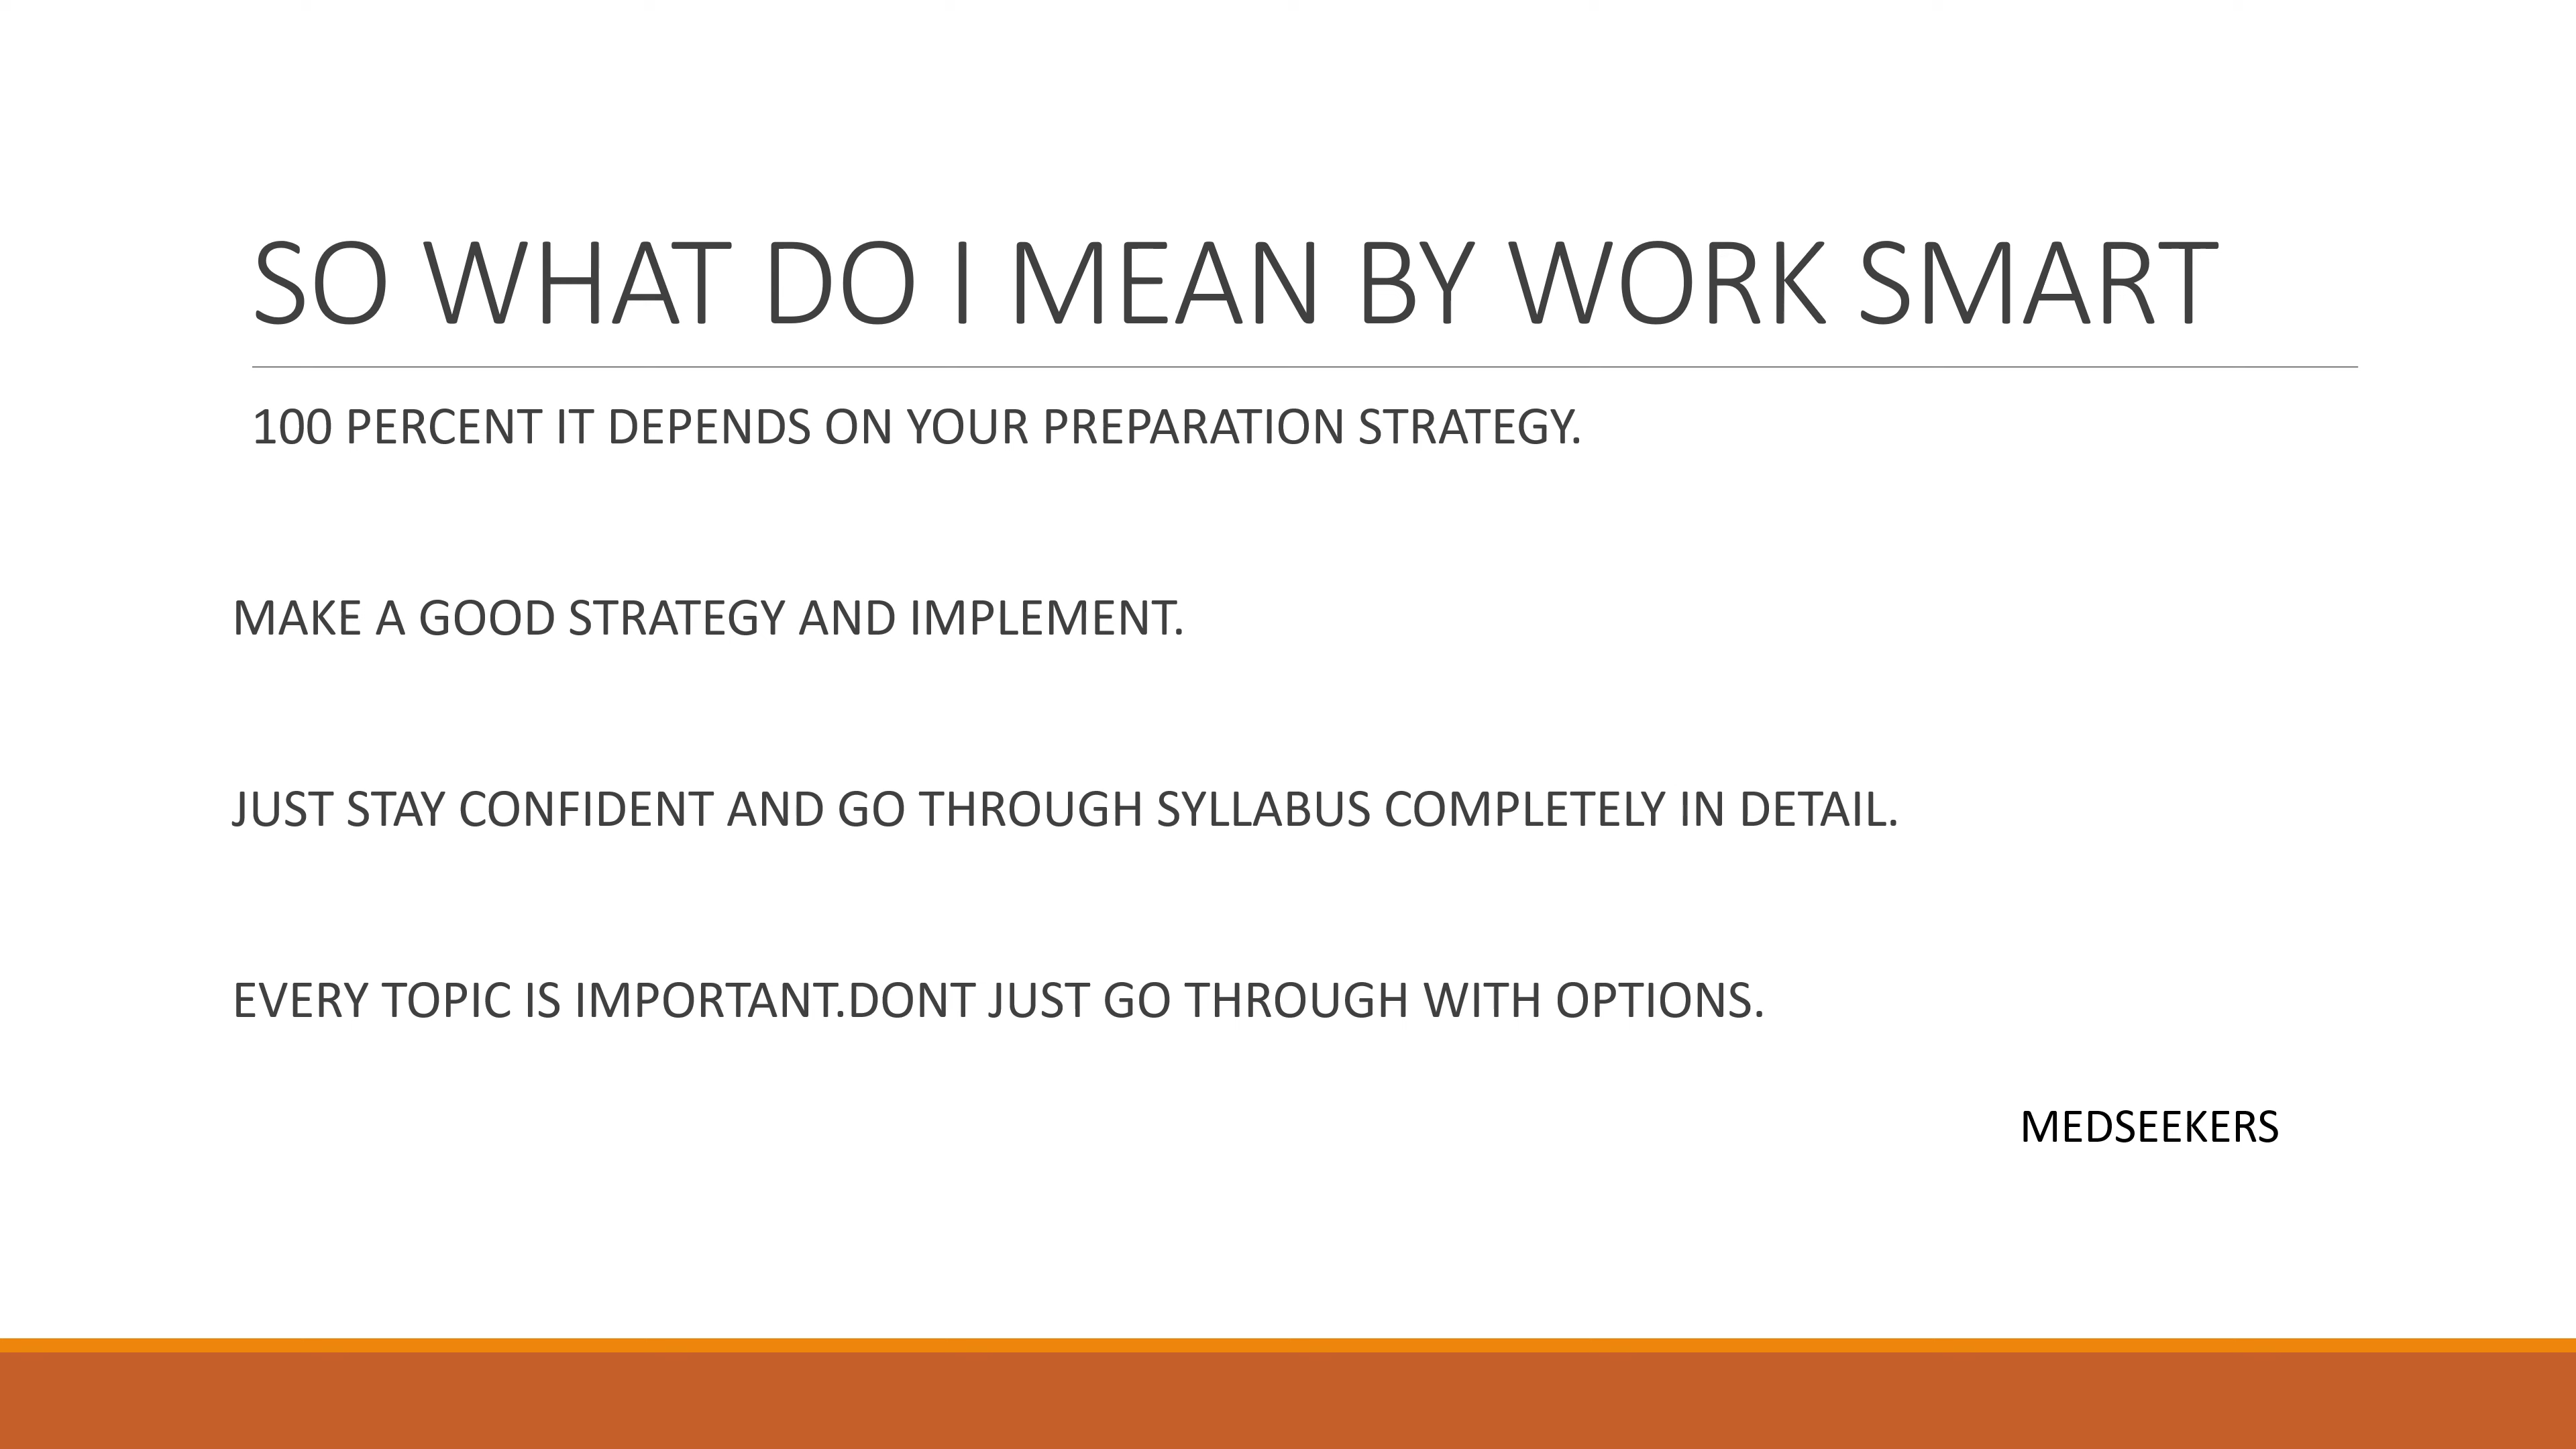 SO WHAT DO I MEAN BY WORK SMART
100 PERCENT IT DEPENDS ON YOUR PREPARATION STRATEGY.
MAKE A GOOD STRATEGY AND IMPLEMENT.
JUST STAY CONFIDENT AND GO THROUGH SYLLABUS COMPLETELY IN DETAIL.
EVERY TOPIC IS IMPORTANT.DONT JUST GO THROUGH WITH OPTIONS.
MEDSEEKERS